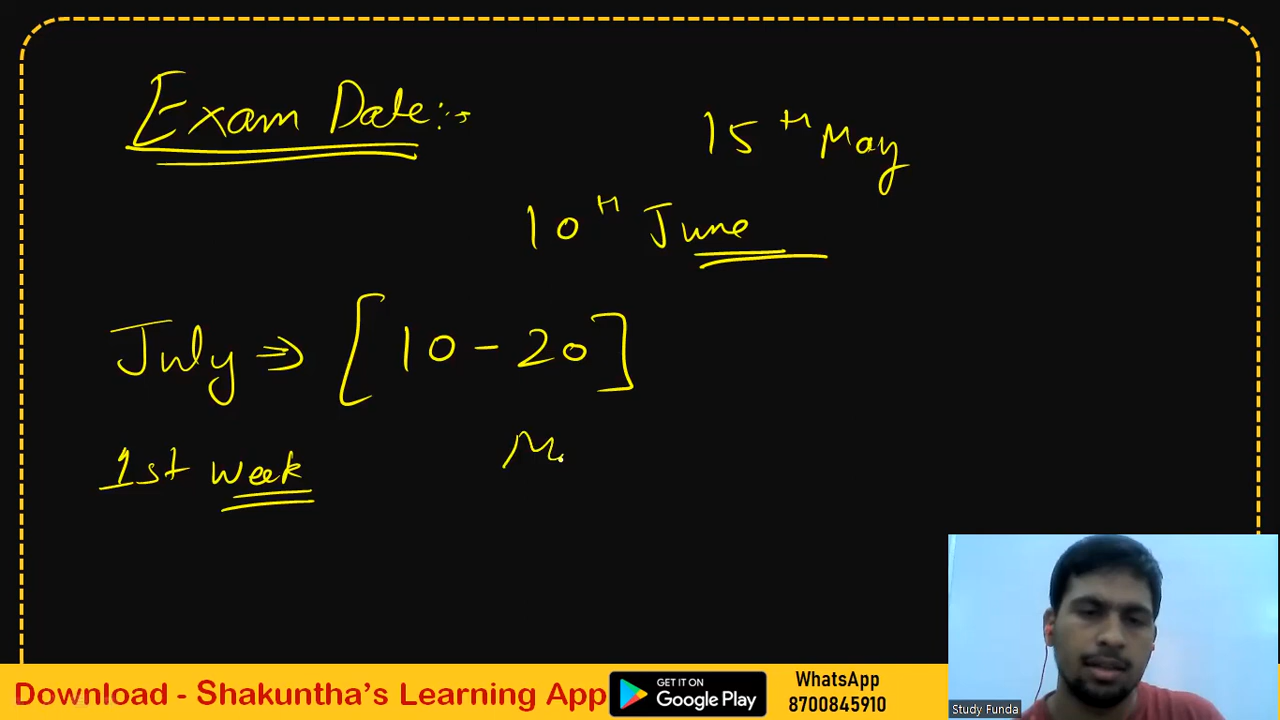 Exam Date:→
15th May
10th June
July ⇒ [10-20]
1st week
M
Download - Shakuntha's Learning App
GET IT ON
Google Play
WhatsApp
8700845910
Study Funda